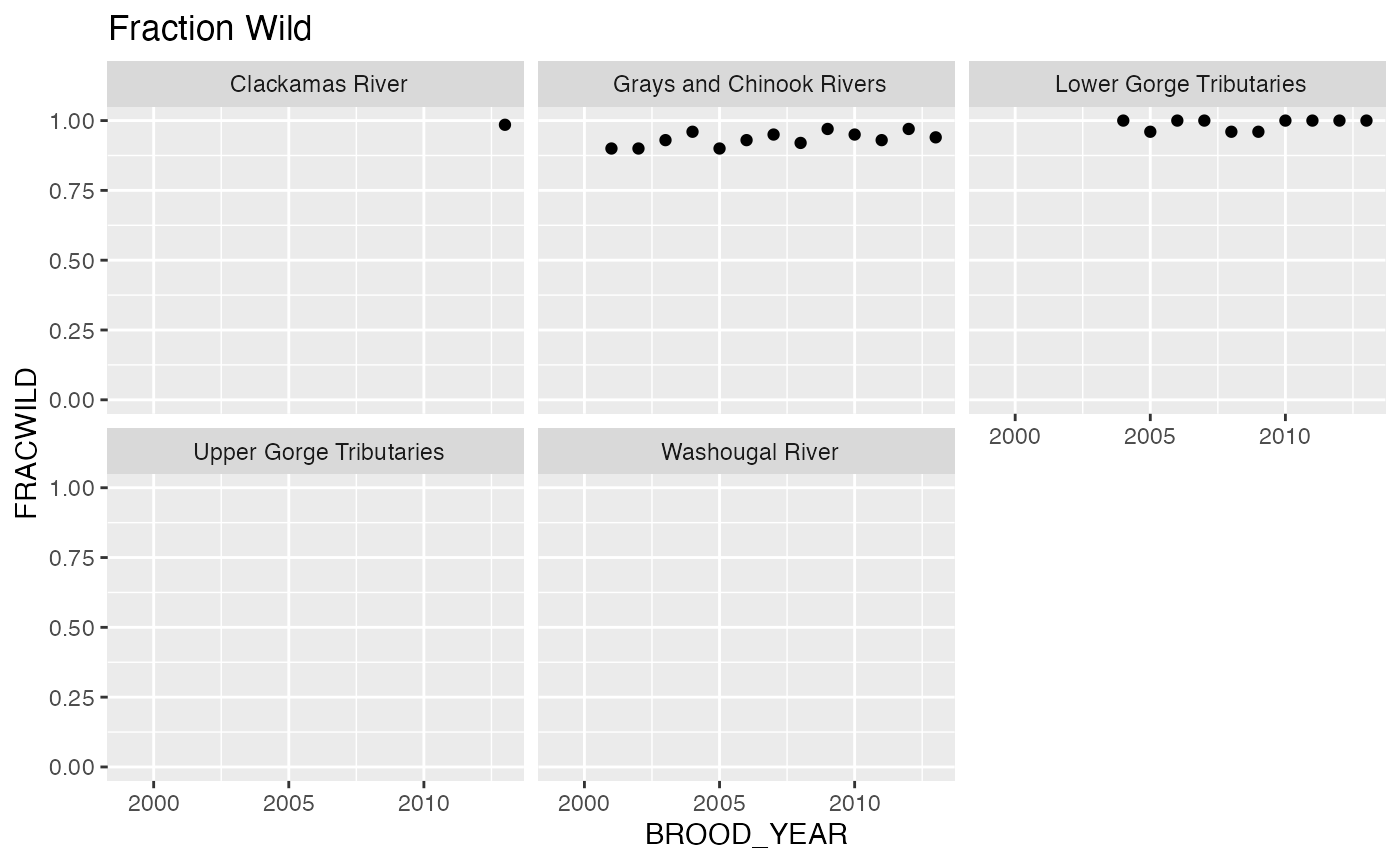 Fraction Wild
Clackamas River
Grays and Chinook Rivers
Lower Gorge Tributaries
1.00
0.75
0.50
0.25
0.00
2000 2005 2010
Upper Gorge Tributaries
Washougal River
1.00
0.75
0.50
0.25
0.00
2000 2005 2010
2000 2005 2010
FRACWILD
BROOD_YEAR